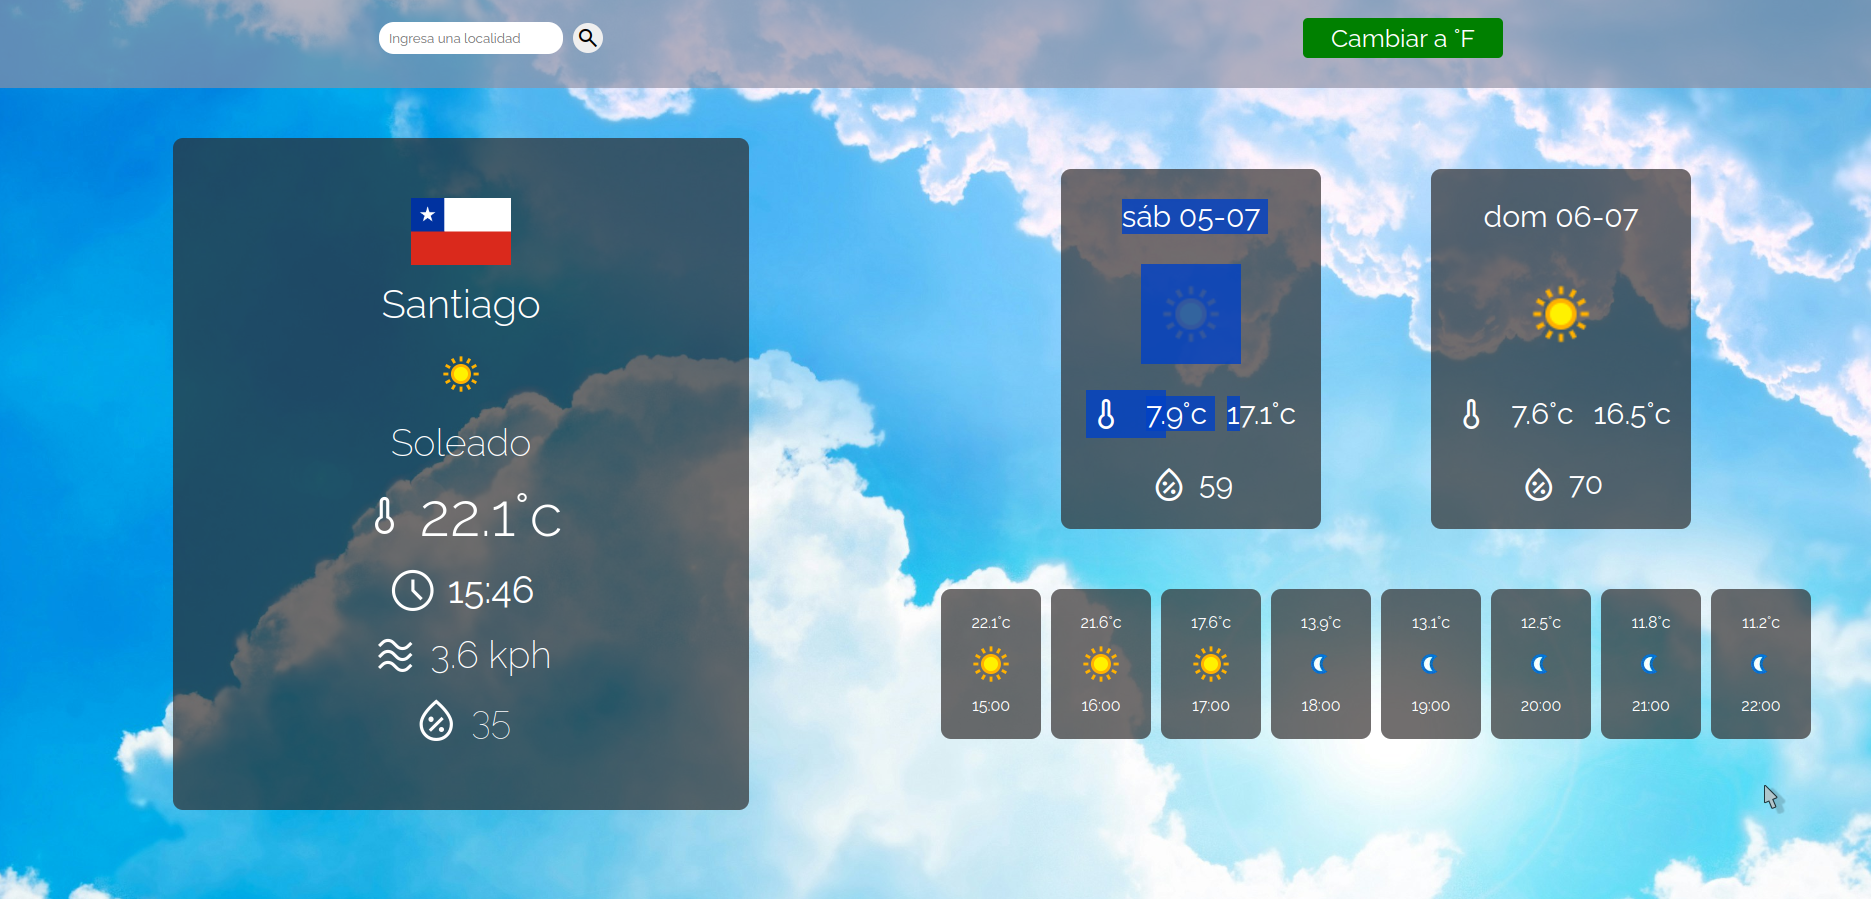 Ingresa una localidad
Cambiar a °F
Santiago
Soleado
22.1°c
15:46
3.6 kph
35
sáb 05-07
7.9°c 17.1°c
59
dom 06-07
7.6°c 16.5°c
70
22.1°c
15:00
21.6°c
16:00
17.6°c
17:00
13.9°c
18:00
13.1°c
19:00
12.5°c
20:00
11.8°c
21:00
11.2°c
22:00